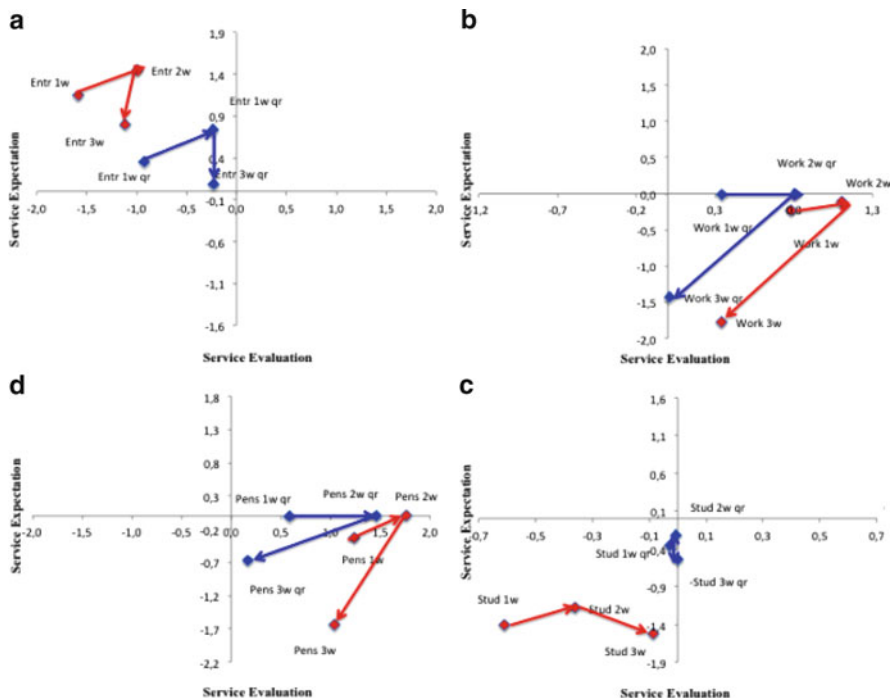 a
1,9
1,4
0,9
0,4
-0,1
-0,6
-1,1
-1,6
-2,0
-1,5
-1,0
-0,5
0,0
0,5
1,0
1,5
2,0
Entr 1w
Entr 2w
Entr 3w
Entr 1w qr
Entr 1w qr
Entr 3w qr
Service Expectation
Service Evaluation
b
2,0
1,5
1,0
0,5
0,0
-0,5
-1,0
-1,5
-2,0
-1,2
-0,7
-0,2
0,3
1,3
Work 2w qr
Work 2w
Work 1w qr
Work 1w
Work 3w qr
Work 3w
Service Expectation
Service Evaluation
d
1,8
1,3
0,8
0,3
-0,2
-0,7
-1,2
-1,7
-2,2
-2,0
-1,5
-1,0
-0,5
0,0
0,5
1,0
1,5
2,0
Pens 1w qr
Pens 2w qr
Pens 2w
Pens 1w
Pens 3w qr
Pens 3w
Service Expectation
Service Evaluation
c
1,6
1,1
0,6
0,1
-0,4
-0,9
-1,4
-1,9
-0,7
-0,5
-0,3
-0,1
0,1
0,3
0,5
0,7
Stud 2w qr
Stud 1w qr
-Stud 3w qr
Stud 1w
Stud 2w
Stud 3w
Service Expectation
Service Evaluation